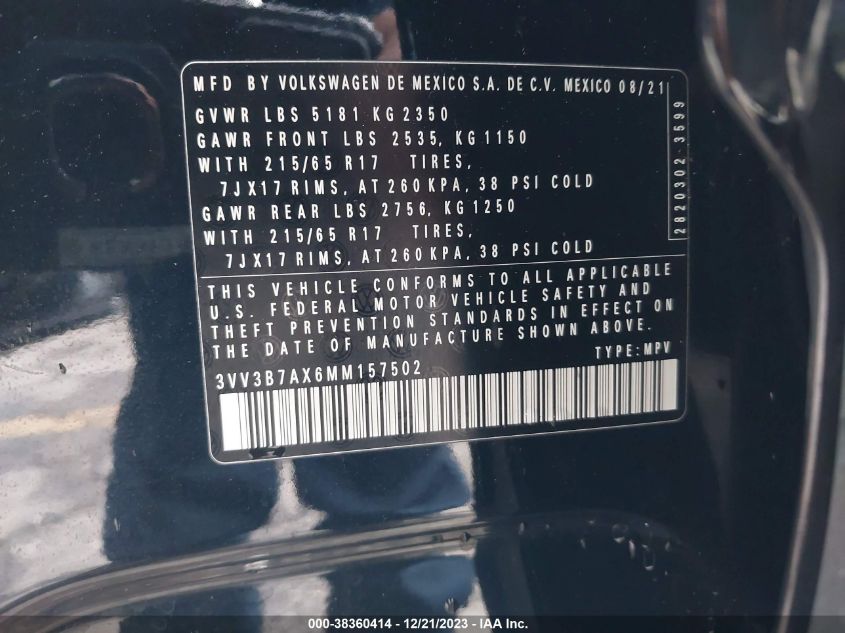 MFD BY VOLKSWAGEN DE MEXICO S.A. DE C.V. MEXICO 08/21
GVWR LBS 5181 KG 2350
GAWR FRONT LBS 2535, KG 1150
WITH 215/65 R17 TIRES,
7JX17 RIMS, AT 260 KPA, 38 PSI COLD
GAWR REAR LBS 2756, KG 1250
WITH 215/65 R17 TIRES,
7JX17 RIMS, AT 260 KPA, 38 PSI COLD
2820302 3599
THIS VEHICLE CONFORMS TO ALL APPLICABLE
U.S. FEDERAL MOTOR VEHICLE SAFETY AND
THEFT PREVENTION STANDARDS IN EFFECT ON
THE DATE OF MANUFACTURE SHOWN ABOVE.
TYPE: MPV
3VV3B7AX6MM157502
000-38360414 - 12/21/2023 - IAA Inc.